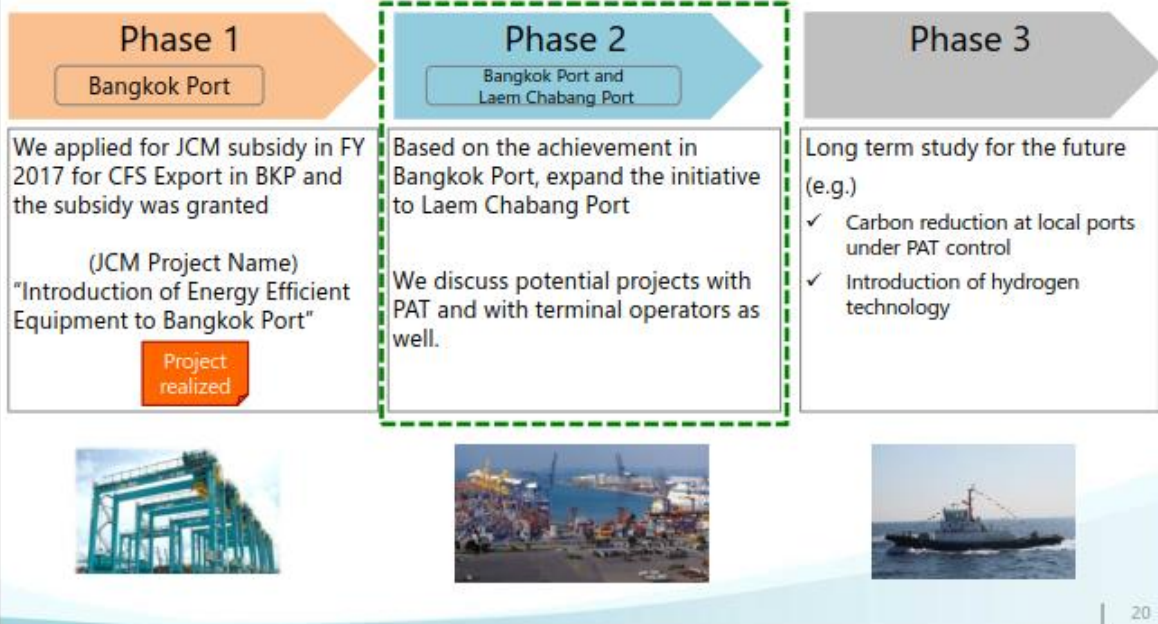 Phase 1
Bangkok Port
We applied for JCM subsidy in FY
2017 for CFS Export in BKP and
the subsidy was granted
(JCM Project Name)
“Introduction of Energy Efficient
Equipment to Bangkok Port”
Project
realized
Phase 2
Bangkok Port and
Laem Chabang Port
Based on the achievement in
Bangkok Port, expand the initiative
to Laem Chabang Port
We discuss potential projects with
PAT and with terminal operators as
well.
Phase 3
Long term study for the future
(e.g.)
✓ Carbon reduction at local ports
under PAT control
✓ Introduction of hydrogen
technology
20